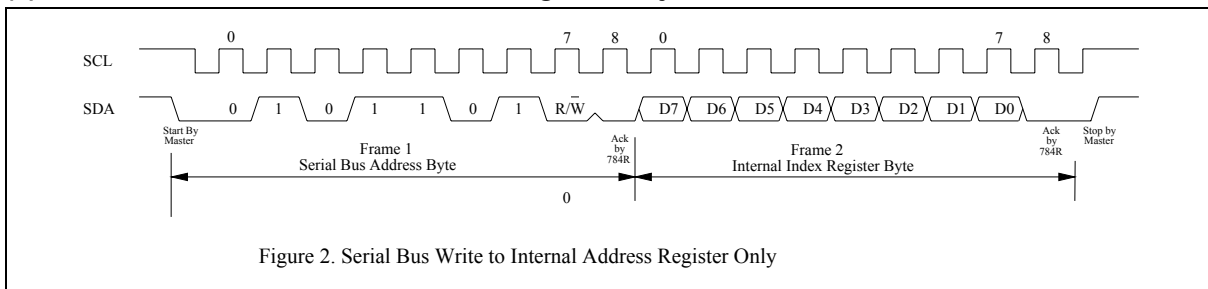 0 7 8 0 7 8
SCL
SDA 0 1 0 1 1 0 1 R/W D7 D6 D5 D4 D3 D2 D1 D0
Start By
Master
Ack
by
784R
Ack
by
784R
Stop by
Master
Frame 1
Serial Bus Address Byte
Frame 2
Internal Index Register Byte
0
Figure 2. Serial Bus Write to Internal Address Register Only